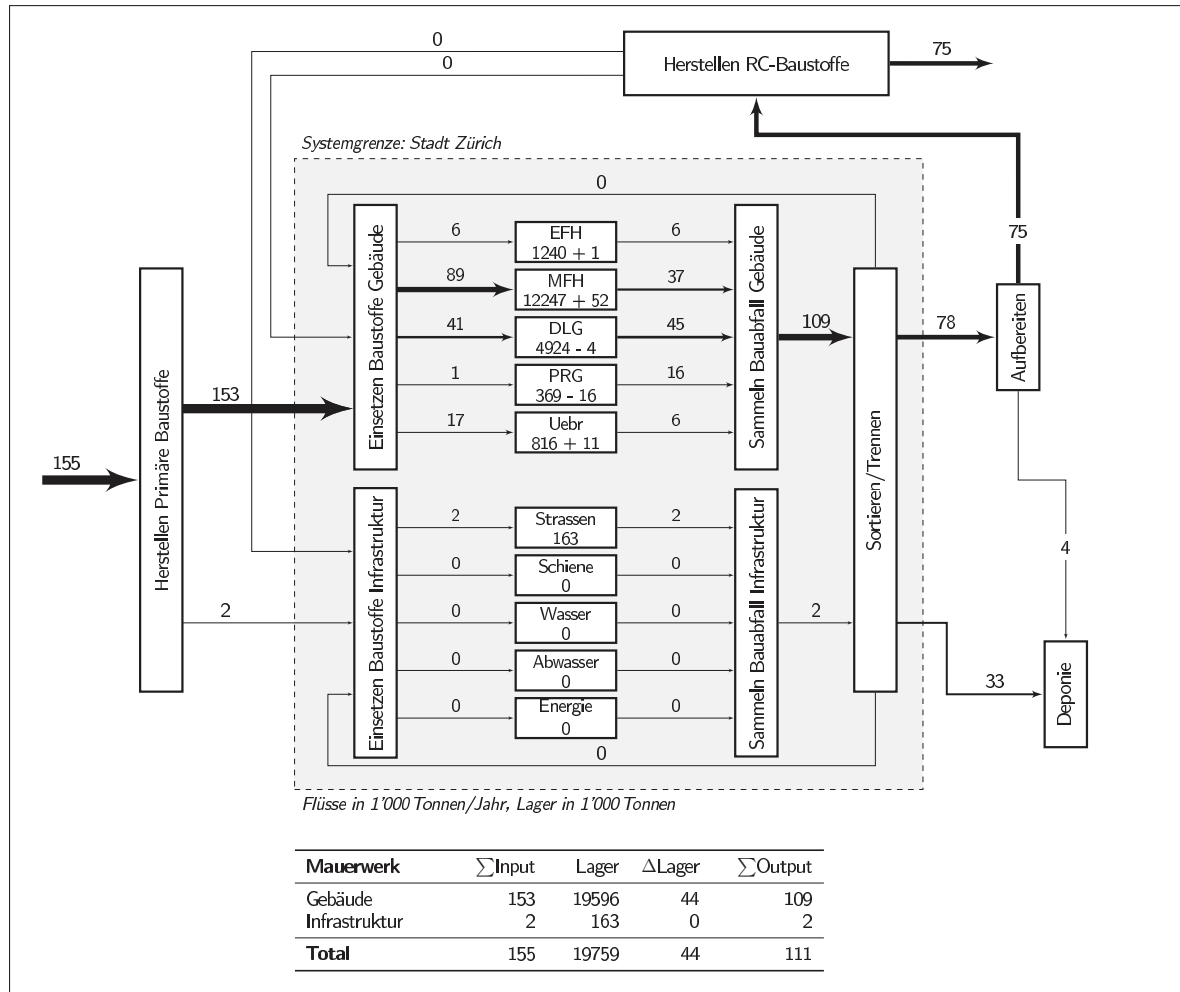 0
0
Herstellen RC-Baustoffe
75
Systemgrenze: Stadt Zürich
0
75
Herstellen Primäre Baustoffe
155
153
2
Einsetzen Baustoffe Gebäude
6
EFH
1240 + 1
6
89
MFH
12247 + 52
37
41
DLG
4924 - 4
45
1
PRG
369 - 16
16
17
Uebr
816 + 11
6
Sammeln Bauabfall Gebäude
109
Sortieren/Trennen
78
Aufbereiten
Einsetzen Baustoffe Infrastruktur
2
Strassen
163
2
0
Schiene
0
0
0
Wasser
0
0
0
Abwasser
0
0
0
Energie
0
0
Sammeln Bauabfall Infrastruktur
2
4
33
Deponie
0
Flüsse in 1'000 Tonnen/Jahr, Lager in 1'000 Tonnen
Mauerwerk ∑Input Lager ΔLager ∑Output
Gebäude 153 19596 44 109
Infrastruktur 2 163 0 2
Total 155 19759 44 111